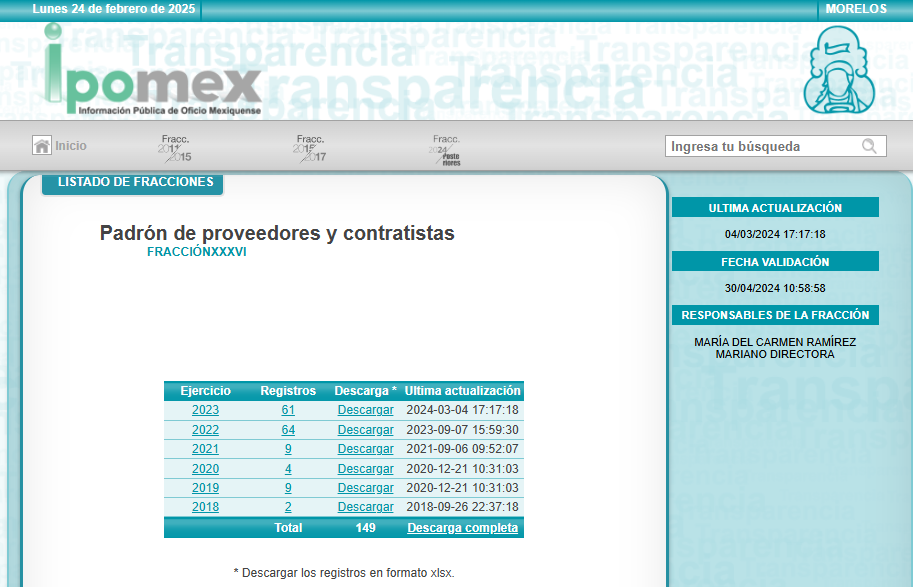 Lunes 24 de febrero de 2025
MORELOS
ipomex
Información Pública de Oficio Mexiquense
Transparencia
Inicio
Fracc.
2011
2015
Fracc.
2015
2017
Fracc.
2024
Poste
riores
Ingresa tu búsqueda
LISTADO DE FRACCIONES
Padrón de proveedores y contratistas
FRACCIÓNXXXVI
Ejercicio Registros Descarga * Ultima actualización
2023 61 Descargar 2024-03-04 17:17:18
2022 64 Descargar 2023-09-07 15:59:30
2021 9 Descargar 2021-09-06 09:52:07
2020 4 Descargar 2020-12-21 10:31:03
2019 9 Descargar 2020-12-21 10:31:03
2018 2 Descargar 2018-09-26 22:37:18
Total 149 Descarga completa
* Descargar los registros en formato xlsx.
ULTIMA ACTUALIZACIÓN
04/03/2024 17:17:18
FECHA VALIDACIÓN
30/04/2024 10:58:58
RESPONSABLES DE LA FRACCIÓN
MARÍA DEL CARMEN RAMÍREZ
MARIANO DIRECTORA